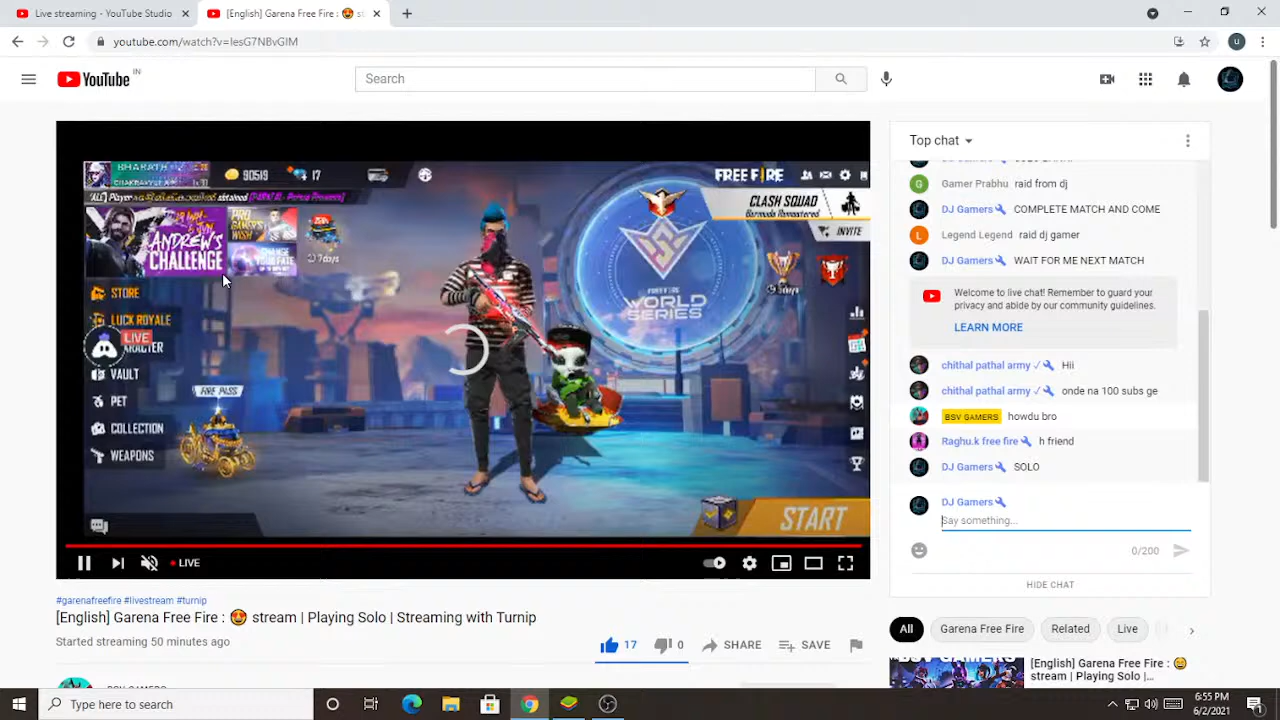 Live streaming - YouTube Studio
[English] Garena Free Fire : 😍 s
youtube.com/watch?v=lesG7NBvGlM
YouTube IN
Search
90519
17
FREE FIRE
CLASH SQUAD
Bermuda Remastered
INVITE
ANDREW'S
CHALLENGE
7days
STORE
LUCK ROYALE
LIVE
VAULT
PET
COLLECTION
WEAPONS
FIRE PASS
FREE FIRE
WORLD
SERIES
START
LIVE
#garenafreefire #livestream #turnip
[English] Garena Free Fire : 😍 stream | Playing Solo | Streaming with Turnip
Started streaming 50 minutes ago
17
0
SHARE
SAVE
Top chat
Gamer Prabhu raid from dj
DJ Gamers COMPLETE MATCH AND COME
Legend Legend raid dj gamer
DJ Gamers WAIT FOR ME NEXT MATCH
Welcome to live chat! Remember to guard your
privacy and abide by our community guidelines.
LEARN MORE
chithal pathal army ✓ Hii
chithal pathal army ✓ onde na 100 subs ge
BSV GAMERS howdu bro
Raghu.k free fire h friend
DJ Gamers SOLO
DJ Gamers
Say something...
0/200
HIDE CHAT
All
Garena Free Fire
Related
Live
[English] Garena Free Fire : 😍
stream | Playing Solo |...
Type here to search
6:55 PM
6/2/2021